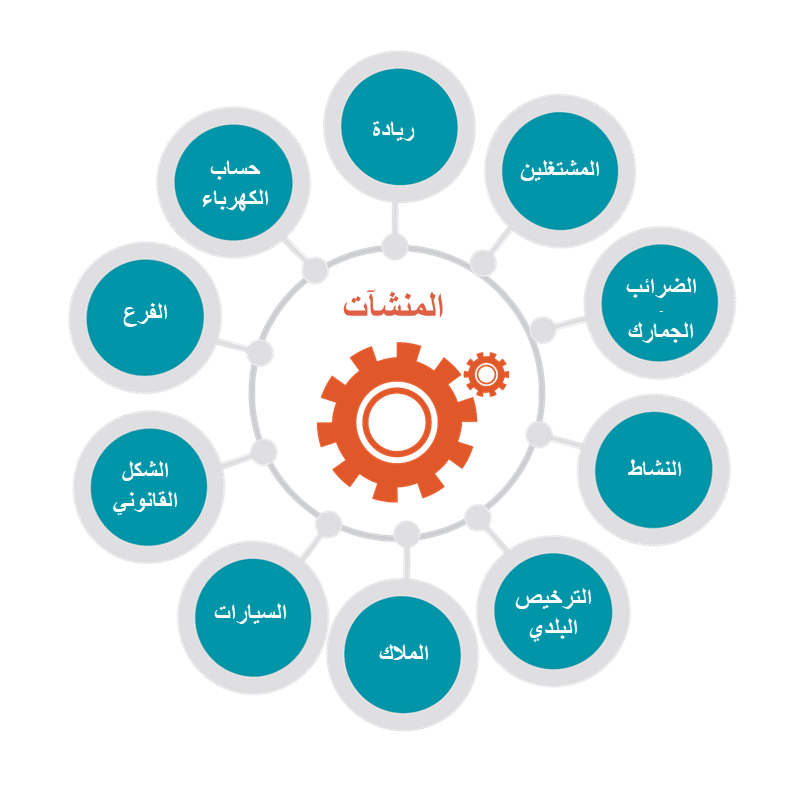 ريادة
المشتغلين
حساب
الكهرباء
الضرائب
-
الجمارك
المنشآت
الفرع
النشاط
الشكل
القانوني
الترخيص
البلدي
السيارات
الملاك